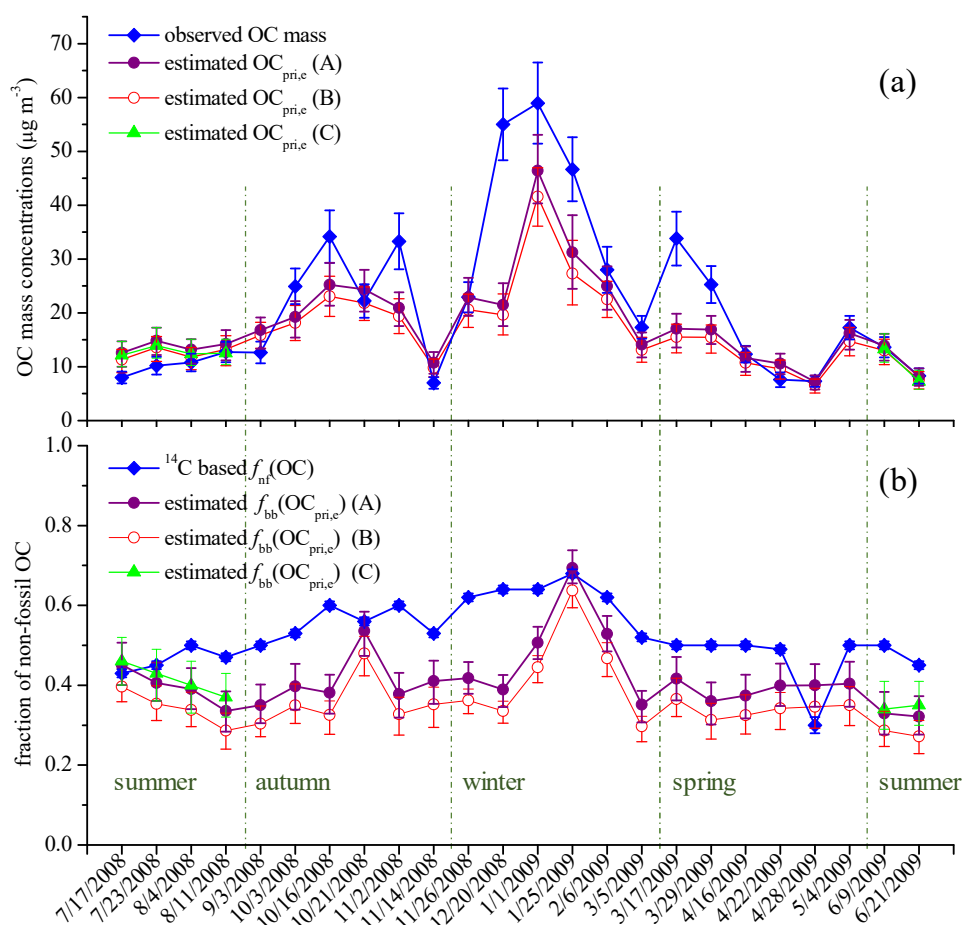 observed OC mass
estimated OCpri,e (A)
estimated OCpri,e (B)
estimated OCpri,e (C)
(a)
OC mass concentrations (μg m-3)
70
60
50
40
30
20
10
0
14C based fnf(OC)
estimated fbb(OCpri,e) (A)
estimated fbb(OCpri,e) (B)
estimated fbb(OCpri,e) (C)
(b)
fraction of non-fossil OC
1.0
0.8
0.6
0.4
0.2
0.0
summer autumn winter spring summer
7/17/2008
7/23/2008
8/4/2008
8/11/2008
9/3/2008
10/3/2008
10/16/2008
10/21/2008
11/2/2008
11/14/2008
11/26/2008
12/20/2008
1/1/2009
1/25/2009
2/6/2009
3/5/2009
3/17/2009
3/29/2009
4/16/2009
4/22/2009
4/28/2009
5/4/2009
6/9/2009
6/21/2009